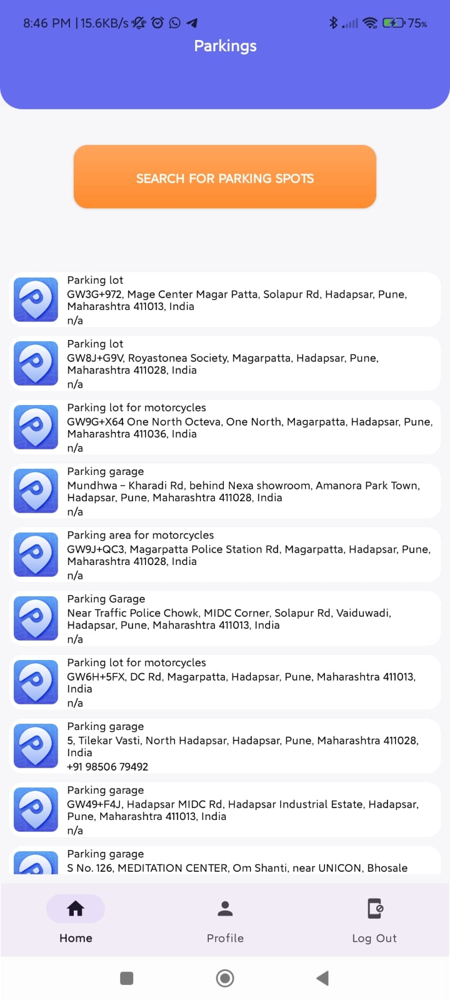 8:46 PM | 15.6KB/s
75%
Parkings
SEARCH FOR PARKING SPOTS
Parking lot
GW3G+972, Mage Center Magar Patta, Solapur Rd, Hadapsar, Pune,
Maharashtra 411013, India
n/a
Parking lot
GW8J+G9V, Royastonea Society, Magarpatta, Hadapsar, Pune,
Maharashtra 411028, India
n/a
Parking lot for motorcycles
GW9G+X64 One North Octeva, One North, Magarpatta, Hadapsar, Pune,
Maharashtra 411036, India
n/a
Parking garage
Mundhwa – Kharadi Rd, behind Nexa showroom, Amanora Park Town,
Hadapsar, Pune, Maharashtra 411028, India
n/a
Parking area for motorcycles
GW9J+QC3, Magarpatta Police Station Rd, Magarpatta, Hadapsar, Pune,
Maharashtra 411028, India
n/a
Parking Garage
Near Traffic Police Chowk, MIDC Corner, Solapur Rd, Vaiduwadi,
Hadapsar, Pune, Maharashtra 411013, India
n/a
Parking lot for motorcycles
GW6H+5FX, DC Rd, Magarpatta, Hadapsar, Pune, Maharashtra 411013,
India
n/a
Parking garage
5, Tilekar Vasti, North Hadapsar, Hadapsar, Pune, Maharashtra 411028,
India
+91 98506 79492
Parking garage
GW49+F4J, Hadapsar MIDC Rd, Hadapsar Industrial Estate, Hadapsar,
Pune, Maharashtra 411013, India
n/a
Parking garage
S No. 126, MEDITATION CENTER, Om Shanti, near UNICON, Bhosale
Home
Profile
Log Out